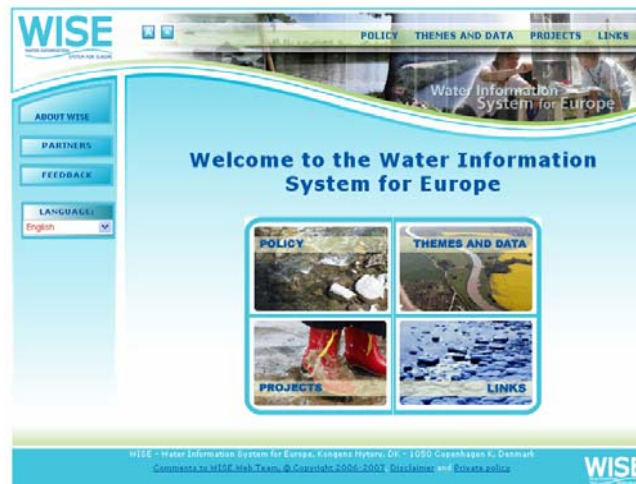 WISE
WATER INFORMATION
SYSTEM FOR EUROPE
POLICY THEMES AND DATA PROJECTS LINKS
Water Information
System for Europe
ABOUT WISE
PARTNERS
FEEDBACK
LANGUAGE:
English
Welcome to the Water Information
System for Europe
POLICY
THEMES AND DATA
PROJECTS
LINKS
WISE - Water Information System for Europe, Kongens Nytorv, DK - 1050 Copenhagen K, Denmark
Comments to WISE Web Team, © Copyright 2006-2007, Disclaimer and Private policy
WISE